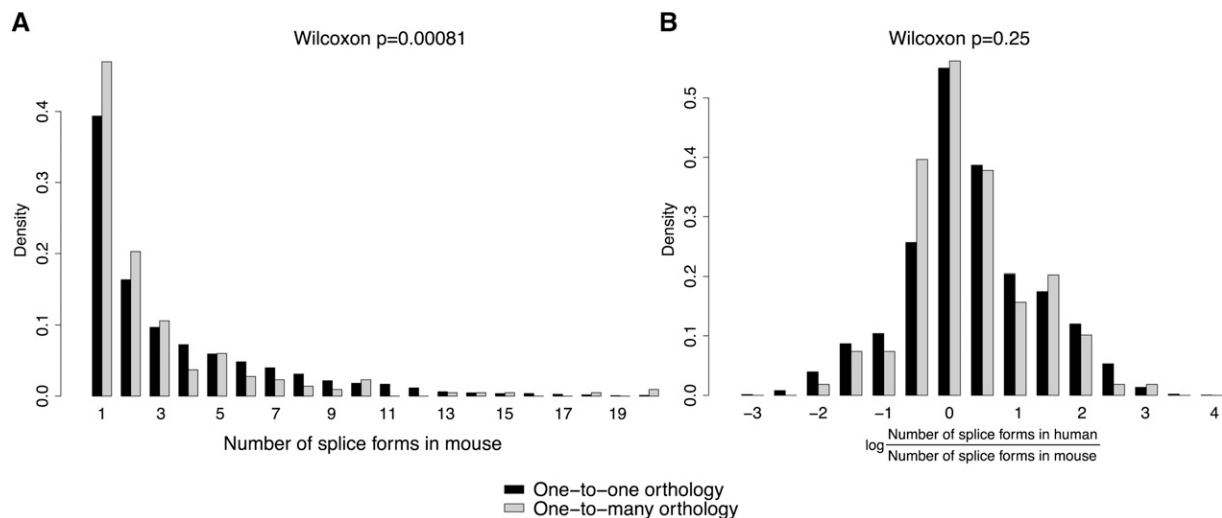 A
Wilcoxon p=0.00081
Density
0.0
0.1
0.2
0.3
0.4
1
3
5
7
9
11
13
15
17
19
Number of splice forms in mouse
B
Wilcoxon p=0.25
Density
0.0
0.1
0.2
0.3
0.4
0.5
−3
−2
−1
0
1
2
3
4
log
Number of splice forms in human
Number of splice forms in mouse
One−to−one orthology
One−to−many orthology